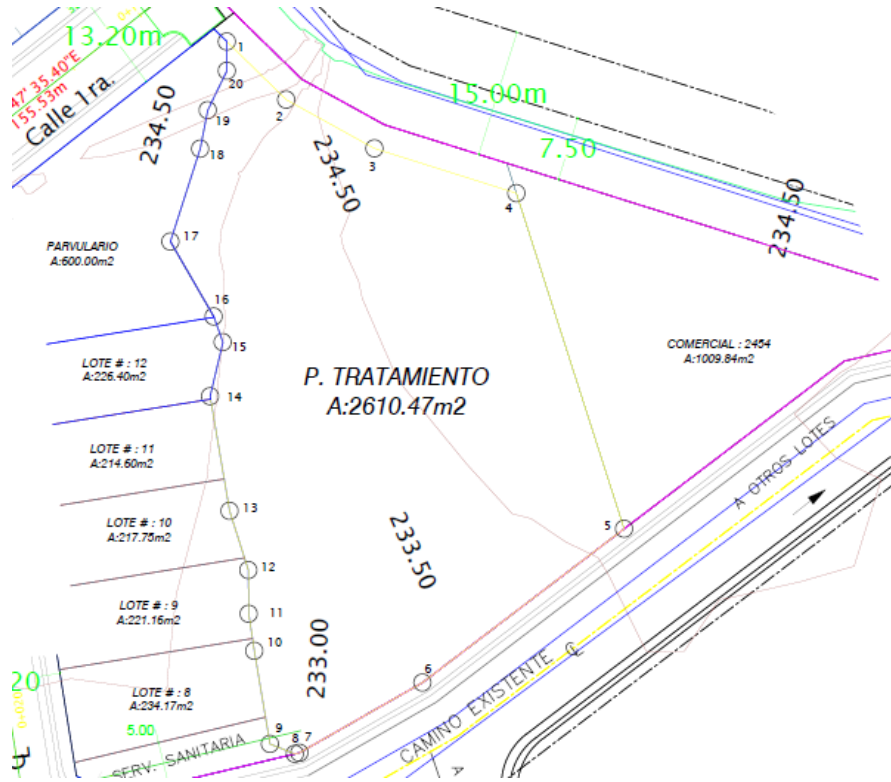 13.20m
47' 35.40"E
155.53m
Calle 1ra.
234.50
1
20
19
18
2
234.50
3
15.00m
7.50
4
234.50
17
PARVULARIO
A:600.00m2
16
15
LOTE # : 12
A:226.40m2
14
P. TRATAMIENTO
A:2610.47m2
COMERCIAL : 2454
A:1009.84m2
LOTE # : 11
A:214.60m2
13
LOTE # : 10
A:217.75m2
12
5
A OTROS LOTES
233.50
LOTE # : 9
A:221.16m2
11
10
233.00
20
LOTE # : 8
A:234.17m2
6
5.00
9
8
7
SERV. SANITARIA
CAMINO EXISTENTE
A